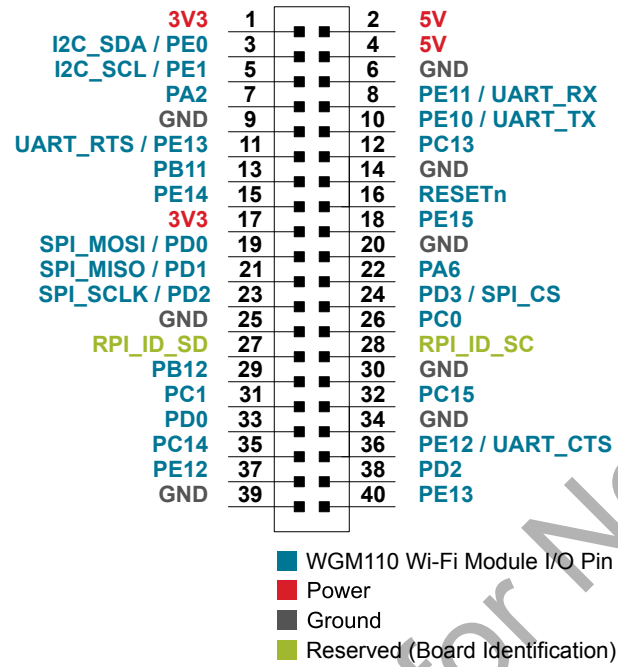 3V3 1 2 5V
I2C_SDA / PE0 3 4 5V
I2C_SCL / PE1 5 6 GND
PA2 7 8 PE11 / UART_RX
GND 9 10 PE10 / UART_TX
UART_RTS / PE13 11 12 PC13
PB11 13 14 GND
PE14 15 16 RESETn
3V3 17 18 PE15
SPI_MOSI / PD0 19 20 GND
SPI_MISO / PD1 21 22 PA6
SPI_SCLK / PD2 23 24 PD3 / SPI_CS
GND 25 26 PC0
RPI_ID_SD 27 28 RPI_ID_SC
PB12 29 30 GND
PC1 31 32 PC15
PD0 33 34 GND
PC14 35 36 PE12 / UART_CTS
PE12 37 38 PD2
GND 39 40 PE13
WGM110 Wi-Fi Module I/O Pin
Power
Ground
Reserved (Board Identification)
for